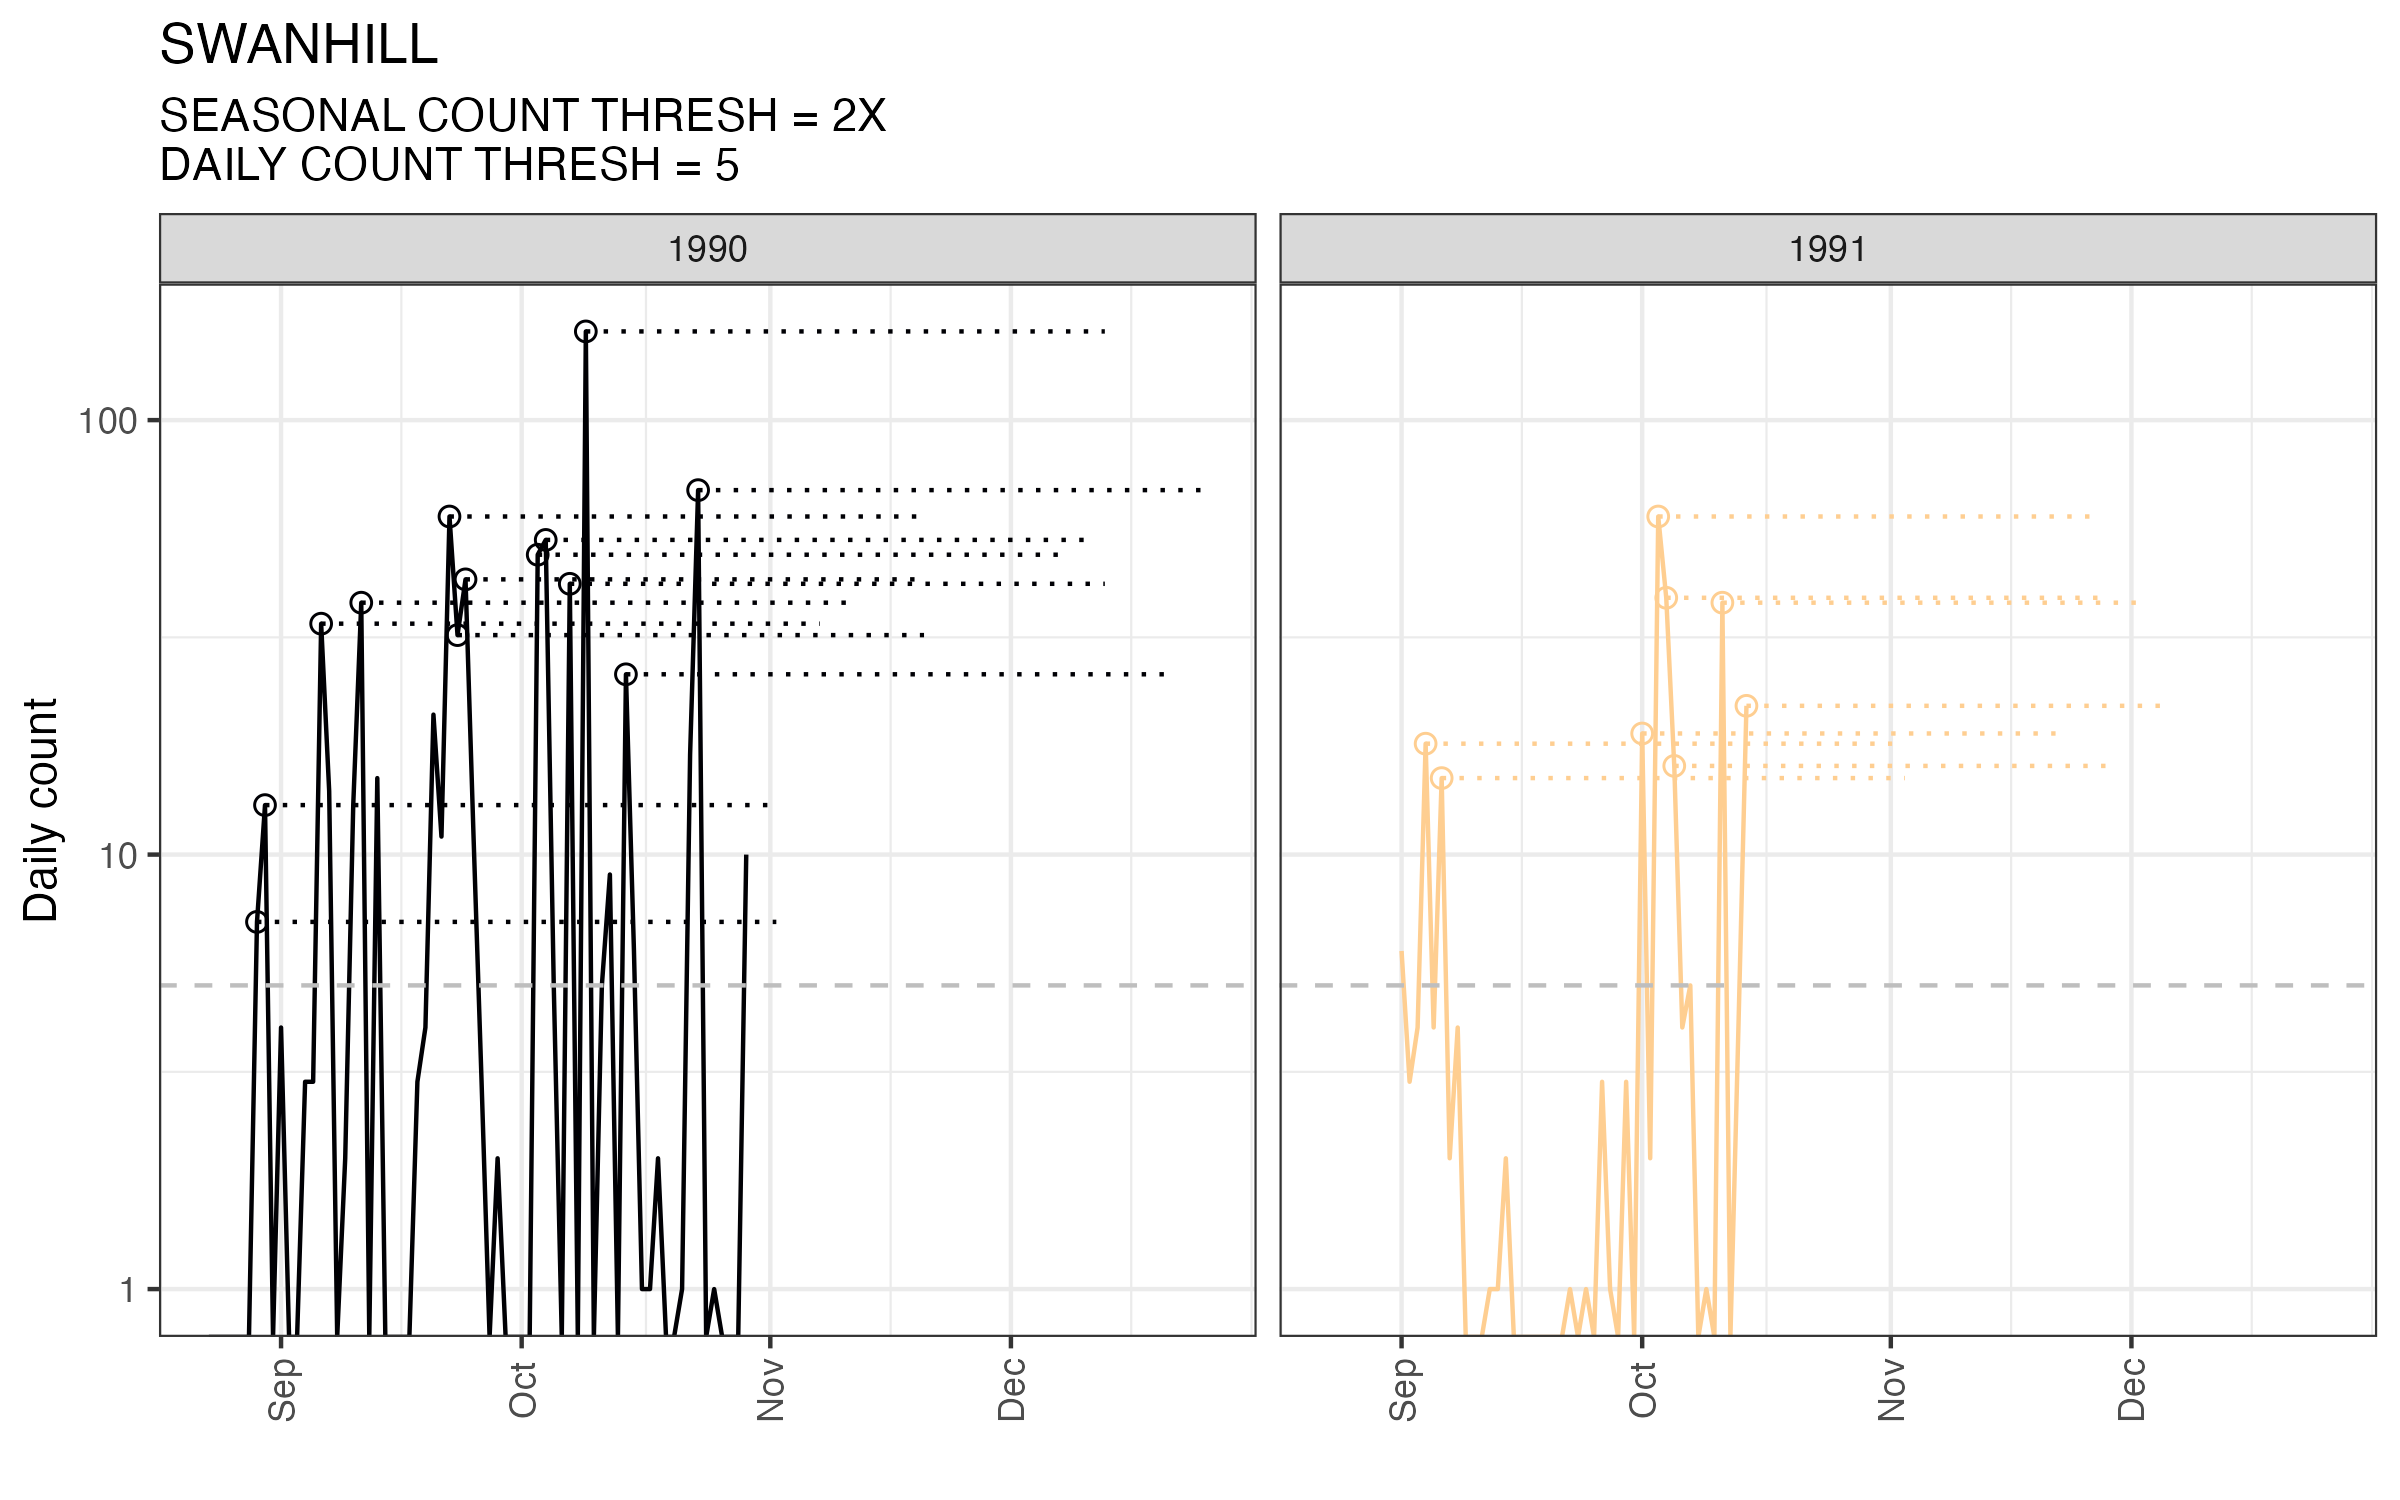 SWANHILL
SEASONAL COUNT THRESH = 2X
DAILY COUNT THRESH = 5
1990
1991
Daily count
100
10
1
Sep
Oct
Nov
Dec
Sep
Oct
Nov
Dec